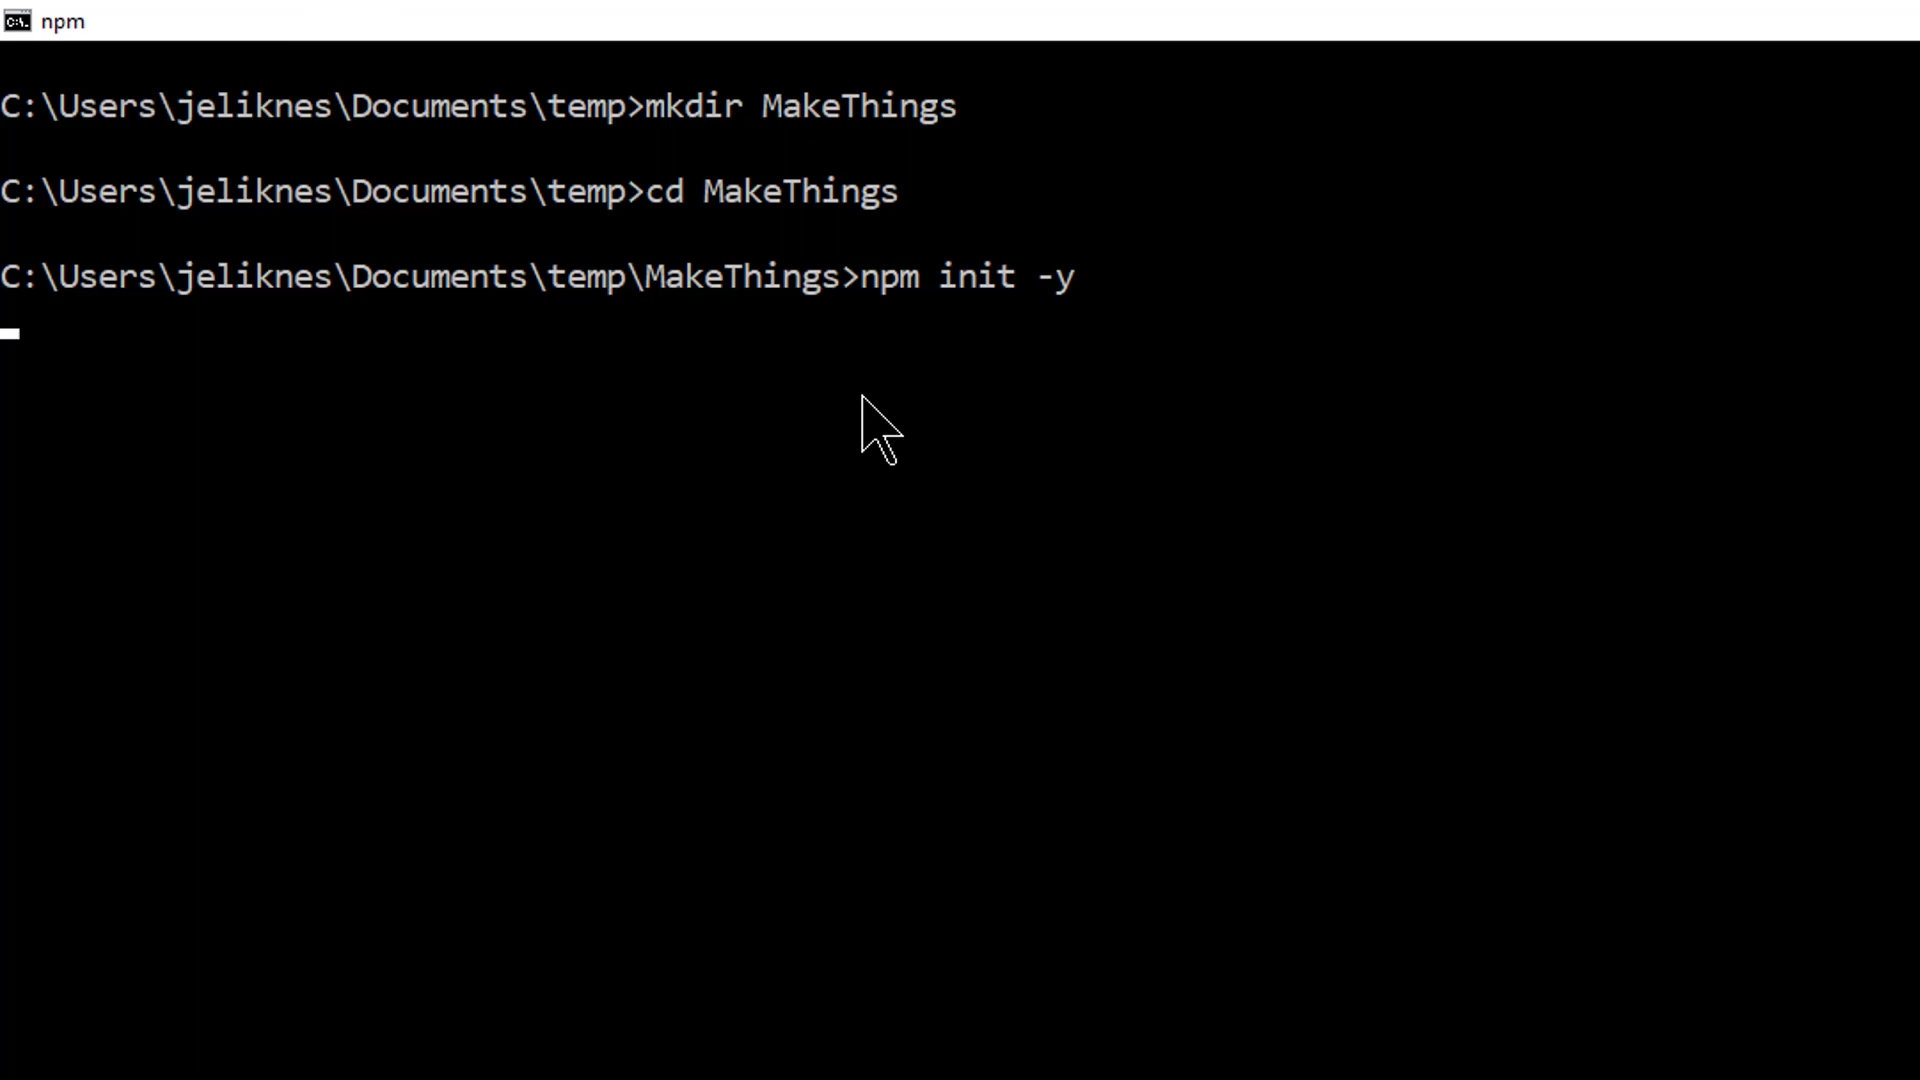 npm
C:\Users\jeliknes\Documents\temp>mkdir MakeThings
C:\Users\jeliknes\Documents\temp>cd MakeThings
C:\Users\jeliknes\Documents\temp\MakeThings>npm init -y